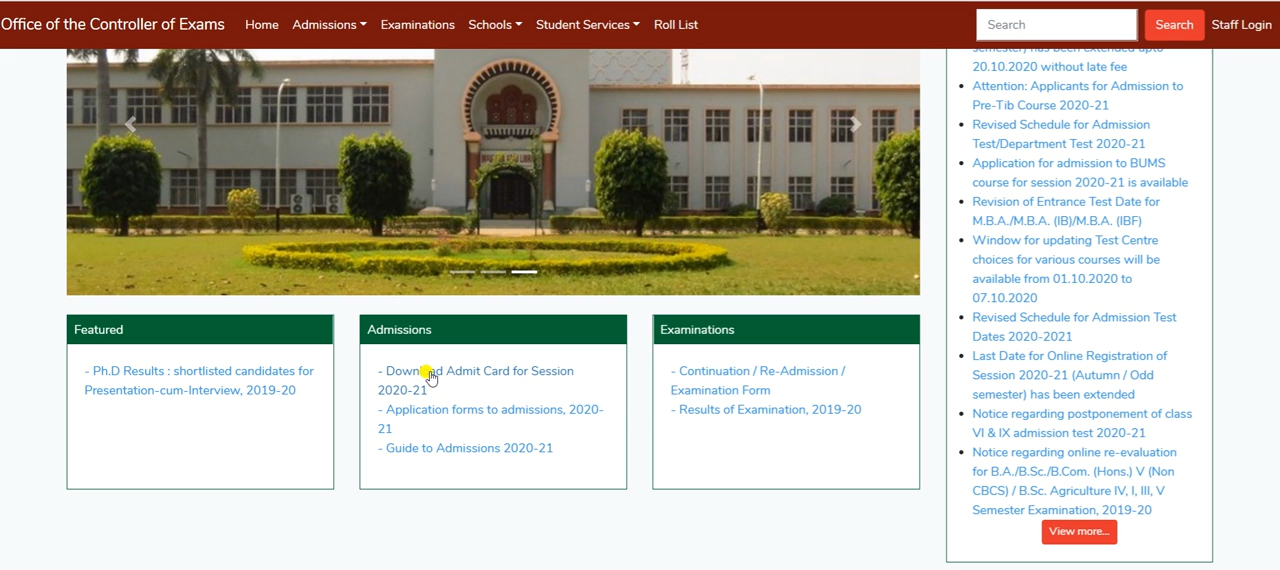 Office of the Controller of Exams Home Admissions Examinations Schools Student Services Roll List Search Search Staff Login
20.10.2020 without late fee
Attention: Applicants for Admission to
Pre-Tib Course 2020-21
Revised Schedule for Admission
Test/Department Test 2020-21
Application for admission to BUMS
course for session 2020-21 is available
Revision of Entrance Test Date for
M.B.A./M.B.A. (IB)/M.B.A. (IBF)
Window for updating Test Centre
choices for various courses will be
available from 01.10.2020 to
07.10.2020
Revised Schedule for Admission Test
Dates 2020-2021
Last Date for Online Registration of
Session 2020-21 (Autumn / Odd
semester) has been extended
Notice regarding postponement of class
VI & IX admission test 2020-21
Notice regarding online re-evaluation
for B.A./B.Sc./B.Com. (Hons.) V (Non
CBCS) / B.Sc. Agriculture IV, I, III, V
Semester Examination, 2019-20
View more...
Featured
- Ph.D Results : shortlisted candidates for
Presentation-cum-Interview, 2019-20
Admissions
- Download Admit Card for Session
2020-21
- Application forms to admissions, 2020-
21
- Guide to Admissions 2020-21
Examinations
- Continuation / Re-Admission /
Examination Form
- Results of Examination, 2019-20